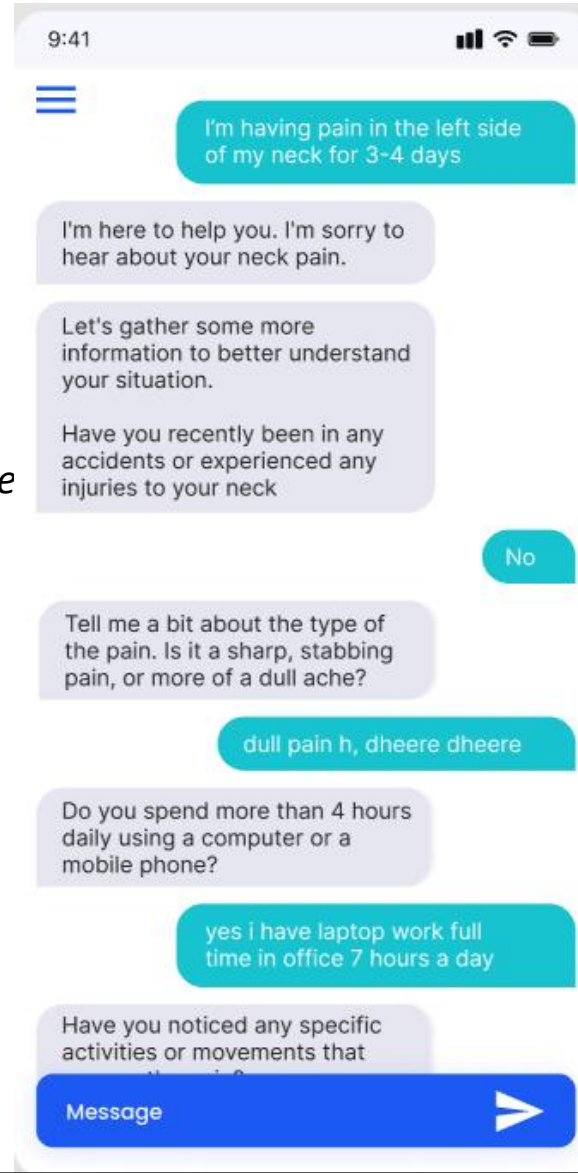 9:41
I'm having pain in the left side
of my neck for 3-4 days
I'm here to help you. I'm sorry to
hear about your neck pain.
Let's gather some more
information to better understand
your situation.
Have you recently been in any
accidents or experienced any
injuries to your neck
e
No
Tell me a bit about the type of
the pain. Is it a sharp, stabbing
pain, or more of a dull ache?
dull pain h, dheere dheere
Do you spend more than 4 hours
daily using a computer or a
mobile phone?
yes i have laptop work full
time in office 7 hours a day
Have you noticed any specific
activities or movements that
Message